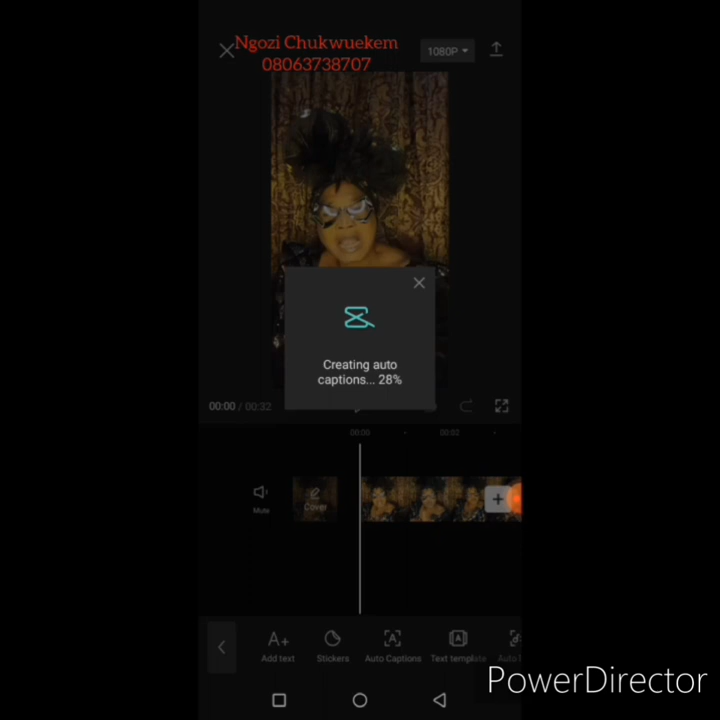 Ngozi Chukwuekem
08063738707
1080P
Creating auto
captions... 28%
00:00 / 00:32
00:00
00:02
Mute
Cover
Add text
Stickers
Auto Captions
Text template
Auto
PowerDirector